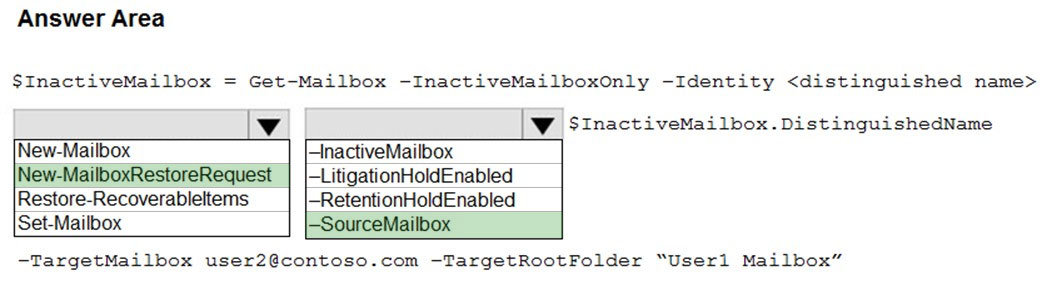 Answer Area
$InactiveMailbox = Get-Mailbox –InactiveMailboxOnly –Identity <distinguished name>
$InactiveMailbox.DistinguishedName
New-Mailbox
New-MailboxRestoreRequest
Restore-RecoverableItems
Set-Mailbox
–InactiveMailbox
–LitigationHoldEnabled
–RetentionHoldEnabled
–SourceMailbox
–TargetMailbox user2@contoso.com –TargetRootFolder “User1 Mailbox”